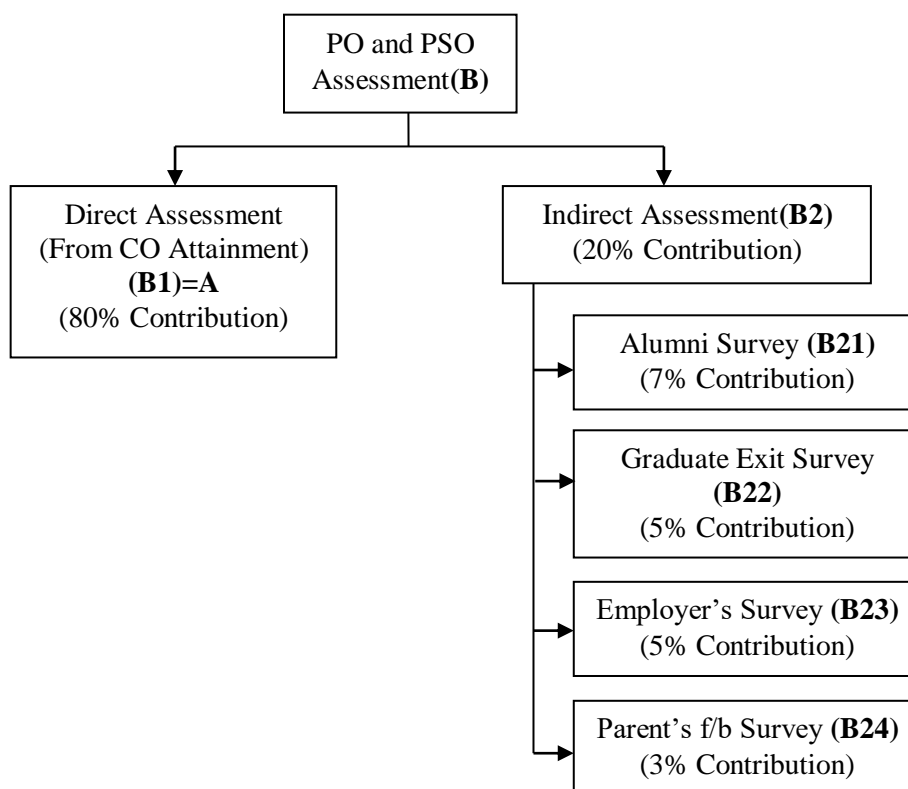 PO and PSO
Assessment(B)
Direct Assessment
(From CO Attainment)
(B1)=A
(80% Contribution)
Indirect Assessment(B2)
(20% Contribution)
Alumni Survey (B21)
(7% Contribution)
Graduate Exit Survey
(B22)
(5% Contribution)
Employer’s Survey (B23)
(5% Contribution)
Parent’s f/b Survey (B24)
(3% Contribution)